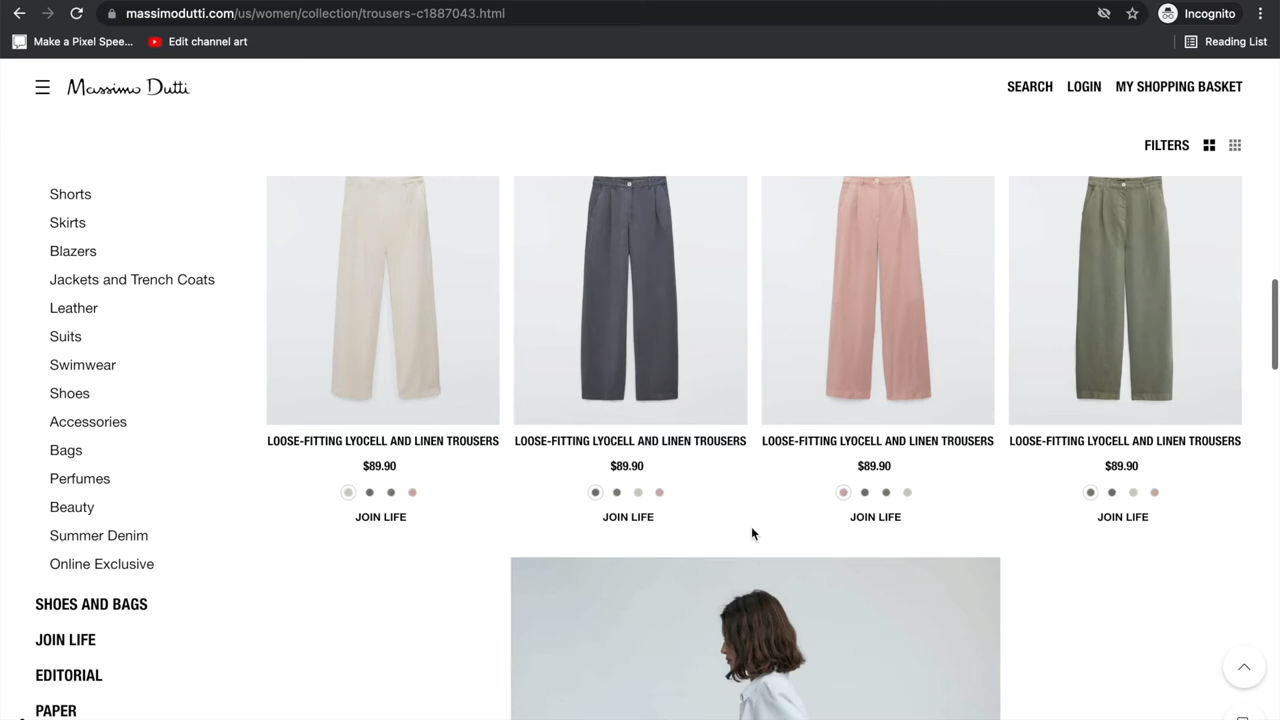 massimodutti.com/us/women/collection/trousers-c1887043.html
Incognito
Make a Pixel Spee...
Edit channel art
Reading List
Massimo Dutti
SEARCH
LOGIN
MY SHOPPING BASKET
FILTERS
Shorts
Skirts
Blazers
Jackets and Trench Coats
Leather
Suits
Swimwear
Shoes
Accessories
Bags
Perfumes
Beauty
Summer Denim
Online Exclusive
SHOES AND BAGS
JOIN LIFE
EDITORIAL
PAPER
LOOSE-FITTING LYOCELL AND LINEN TROUSERS
$89.90
JOIN LIFE
LOOSE-FITTING LYOCELL AND LINEN TROUSERS
$89.90
JOIN LIFE
LOOSE-FITTING LYOCELL AND LINEN TROUSERS
$89.90
JOIN LIFE
LOOSE-FITTING LYOCELL AND LINEN TROUSERS
$89.90
JOIN LIFE